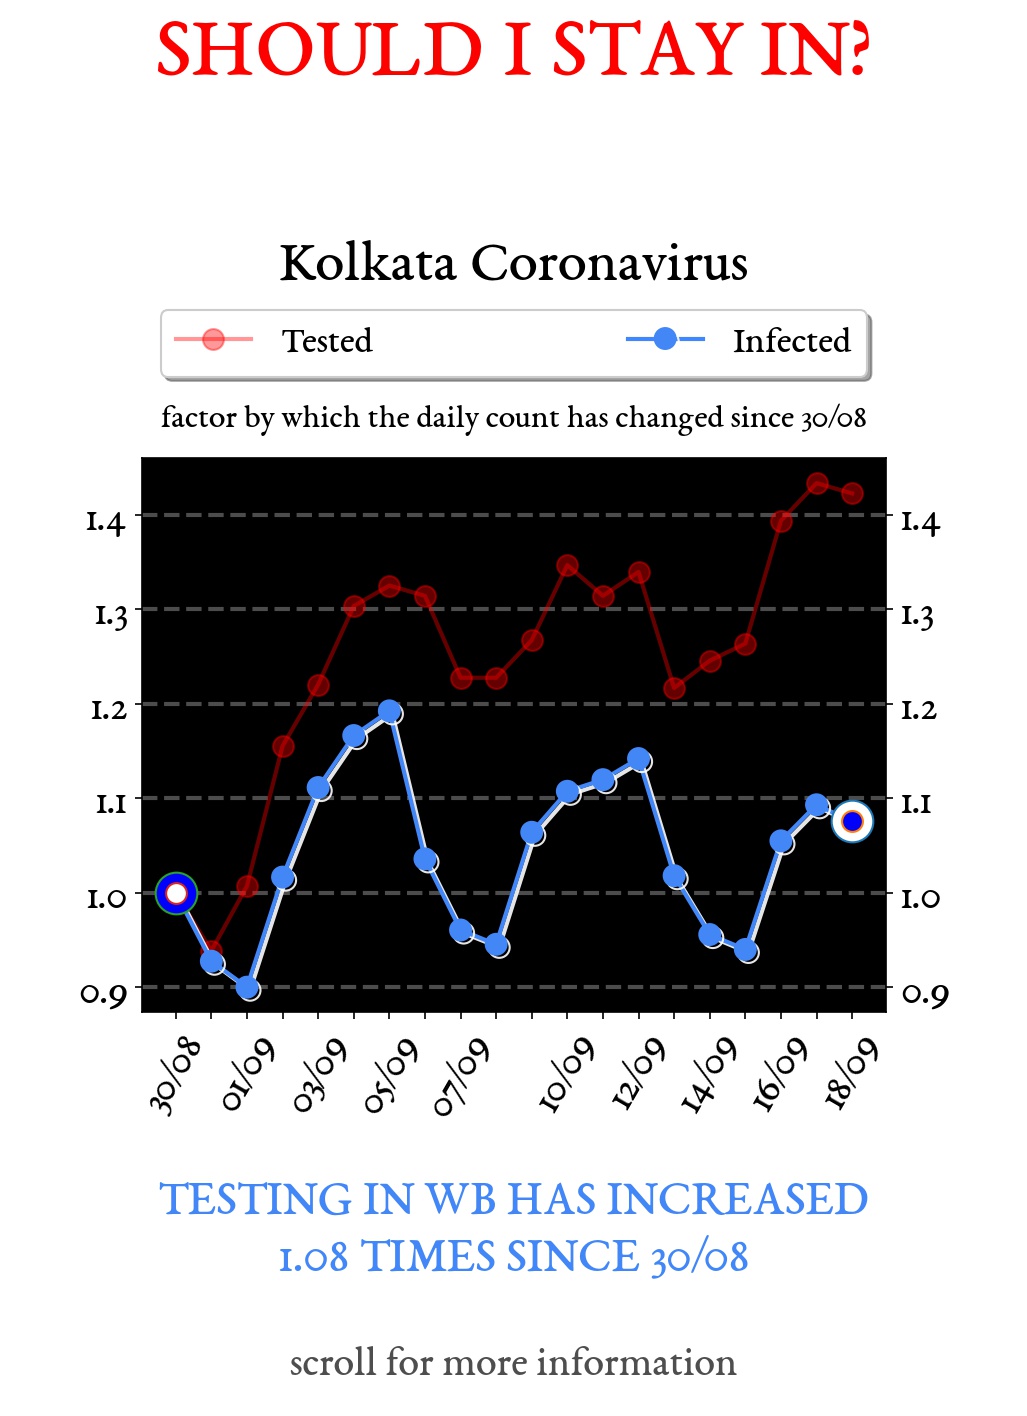 SHOULD I STAY IN?
Kolkata Coronavirus
Tested Infected
factor by which the daily count has changed since 30/08
1.4 1.4
1.3 1.3
1.2 1.2
1.1 1.1
1.0 1.0
0.9 0.9
30/08 01/09 03/09 05/09 07/09 10/09 12/09 14/09 16/09 18/09
TESTING IN WB HAS INCREASED
1.08 TIMES SINCE 30/08
scroll for more information